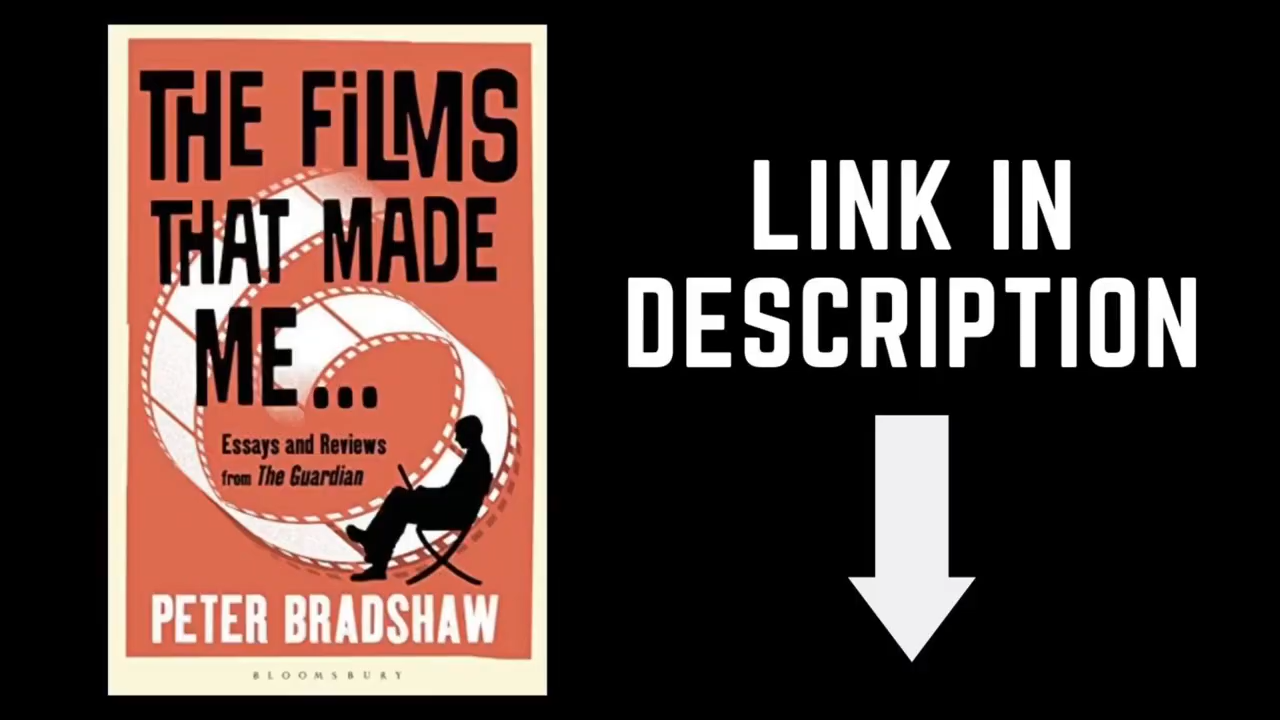 THE FiLMS
THAT MADE
ME...
Essays and Reviews
from The Guardian
PETER BRADSHAW
BLOOMSBURY
LINK IN
DESCRIPTION